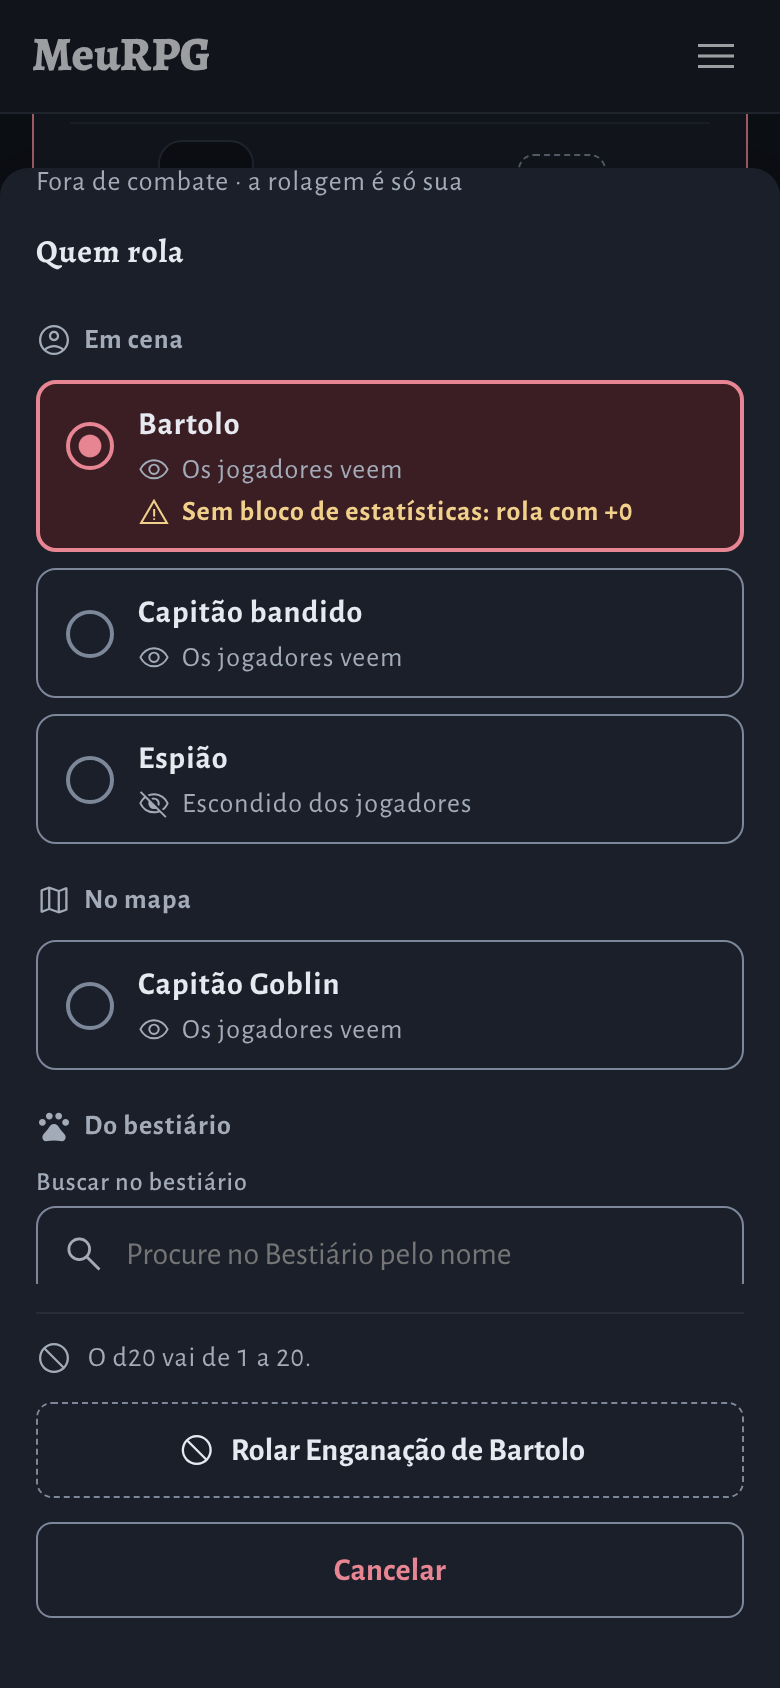 MeuRPG
Fora de combate · a rolagem é só sua
Quem rola
Em cena
Bartolo
Os jogadores veem
Sem bloco de estatísticas: rola com +0
Capitão bandido
Os jogadores veem
Espião
Escondido dos jogadores
No mapa
Capitão Goblin
Os jogadores veem
Do bestiário
Buscar no bestiário
Procure no Bestiário pelo nome
O d20 vai de 1 a 20.
Rolar Enganação de Bartolo
Cancelar